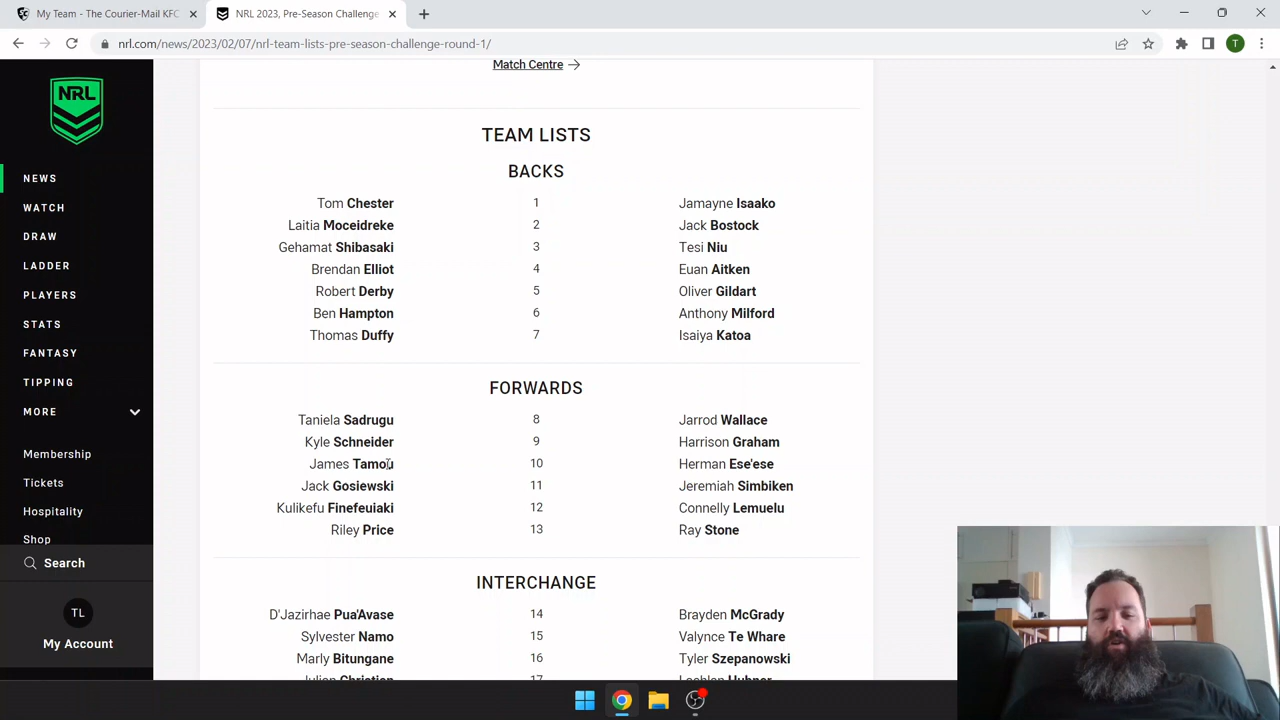 My Team - The Courier-Mail KFC
NRL 2023, Pre-Season Challenge
nrl.com/news/2023/02/07/nrl-team-lists-pre-season-challenge-round-1/
T
NRL
NEWS
WATCH
DRAW
LADDER
PLAYERS
STATS
FANTASY
TIPPING
MORE
Membership
Tickets
Hospitality
Shop
Search
TL
My Account
Match Centre
TEAM LISTS
BACKS
Tom Chester 1 Jamayne Isaako
Laitia Moceidreke 2 Jack Bostock
Gehamat Shibasaki 3 Tesi Niu
Brendan Elliot 4 Euan Aitken
Robert Derby 5 Oliver Gildart
Ben Hampton 6 Anthony Milford
Thomas Duffy 7 Isaiya Katoa
FORWARDS
Taniela Sadrugu 8 Jarrod Wallace
Kyle Schneider 9 Harrison Graham
James Tamou 10 Herman Ese'ese
Jack Gosiewski 11 Jeremiah Simbiken
Kulikefu Finefeuiaki 12 Connelly Lemuelu
Riley Price 13 Ray Stone
INTERCHANGE
D'Jazirhae Pua'Avase 14 Brayden McGrady
Sylvester Namo 15 Valynce Te Whare
Marly Bitungane 16 Tyler Szepanowski
Julian Christian 17 Lachlan Hubner